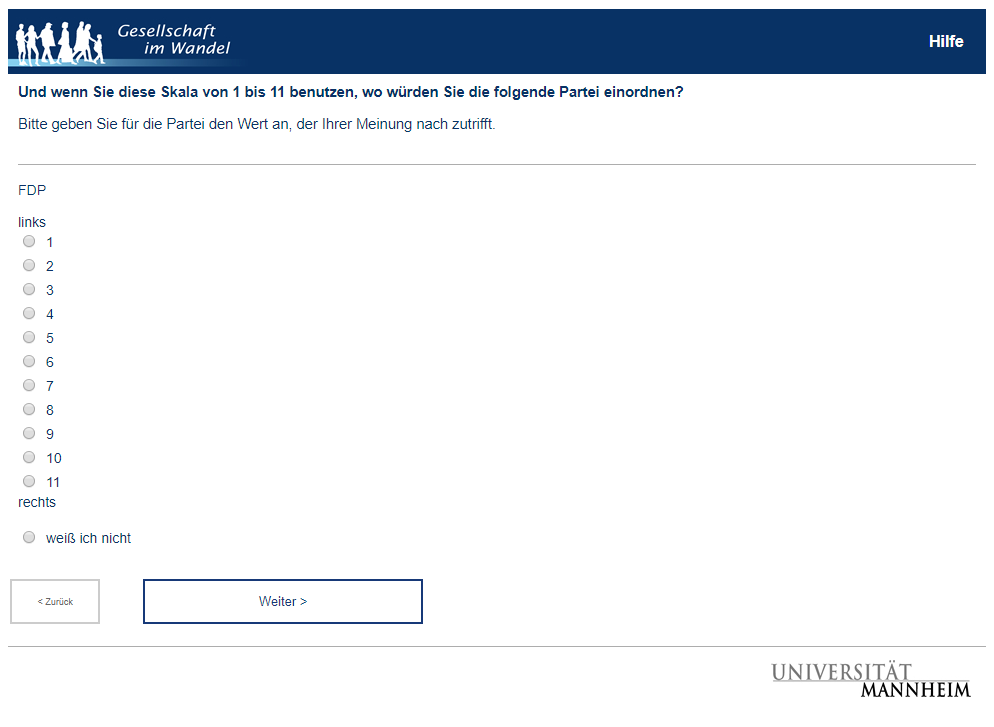 Gesellschaft
im Wandel
Hilfe
Und wenn Sie diese Skala von 1 bis 11 benutzen, wo würden Sie die folgende Partei einordnen?
Bitte geben Sie für die Partei den Wert an, der Ihrer Meinung nach zutrifft.
FDP
links
1
2
3
4
5
6
7
8
9
10
11
rechts
weiß ich nicht
< Zurück
Weiter >
UNIVERSITÄT
MANNHEIM